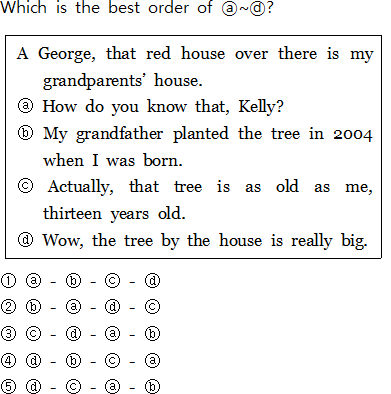 Which is the best order of ⓐ~ⓓ?
A George, that red house over there is my
grandparents’ house.
ⓐ How do you know that, Kelly?
ⓑ My grandfather planted the tree in 2004
when I was born.
ⓒ Actually, that tree is as old as me,
thirteen years old.
ⓓ Wow, the tree by the house is really big.
① ⓐ - ⓑ - ⓒ - ⓓ
② ⓑ - ⓐ - ⓓ - ⓒ
③ ⓒ - ⓓ - ⓐ - ⓑ
④ ⓓ - ⓑ - ⓒ - ⓐ
⑤ ⓓ - ⓒ - ⓐ - ⓑ